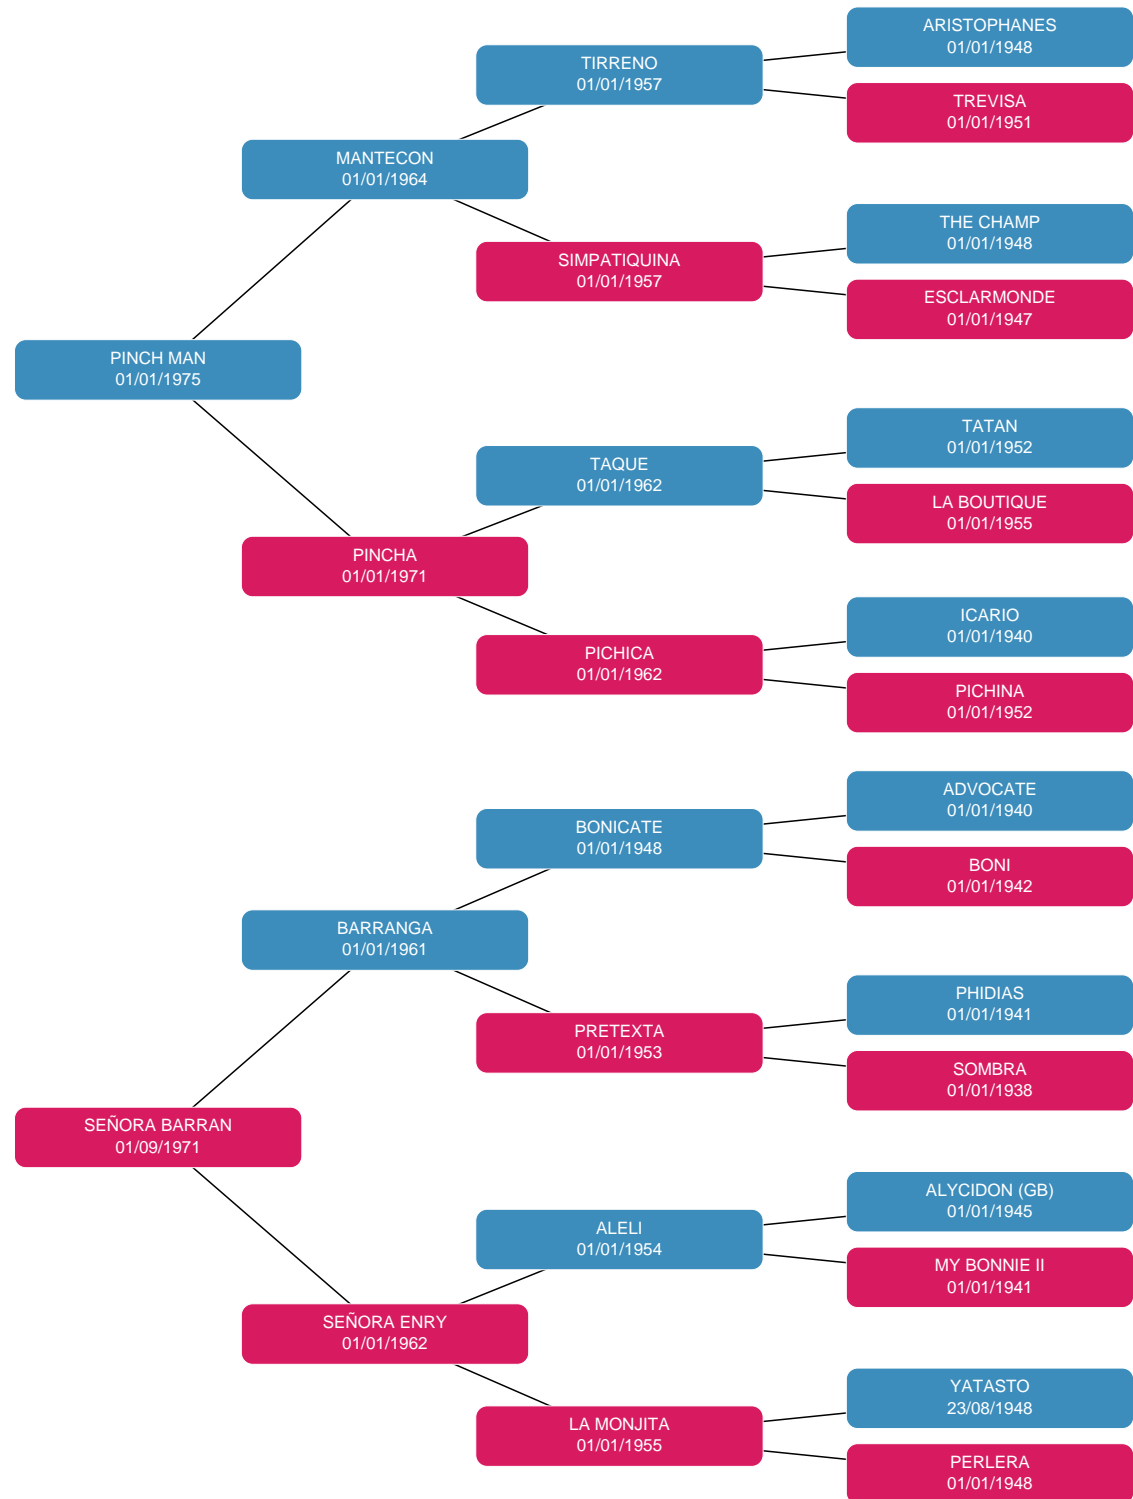 ARISTOPHANES
01/01/1948
TIRRENO
01/01/1957
TREVISA
01/01/1951
MANTECON
01/01/1964
THE CHAMP
01/01/1948
SIMPATIQUINA
01/01/1957
ESCLARMONDE
01/01/1947
PINCH MAN
01/01/1975
TATAN
01/01/1952
TAQUE
01/01/1962
LA BOUTIQUE
01/01/1955
PINCHA
01/01/1971
ICARIO
01/01/1940
PICHICA
01/01/1962
PICHINA
01/01/1952
ADVOCATE
01/01/1940
BONICATE
01/01/1948
BONI
01/01/1942
BARRANGA
01/01/1961
PHIDIAS
01/01/1941
PRETEXTA
01/01/1953
SOMBRA
01/01/1938
SEÑORA BARRAN
01/09/1971
ALYCIDON (GB)
01/01/1945
ALELI
01/01/1954
MY BONNIE II
01/01/1941
SEÑORA ENRY
01/01/1962
YATASTO
23/08/1948
LA MONJITA
01/01/1955
PERLERA
01/01/1948